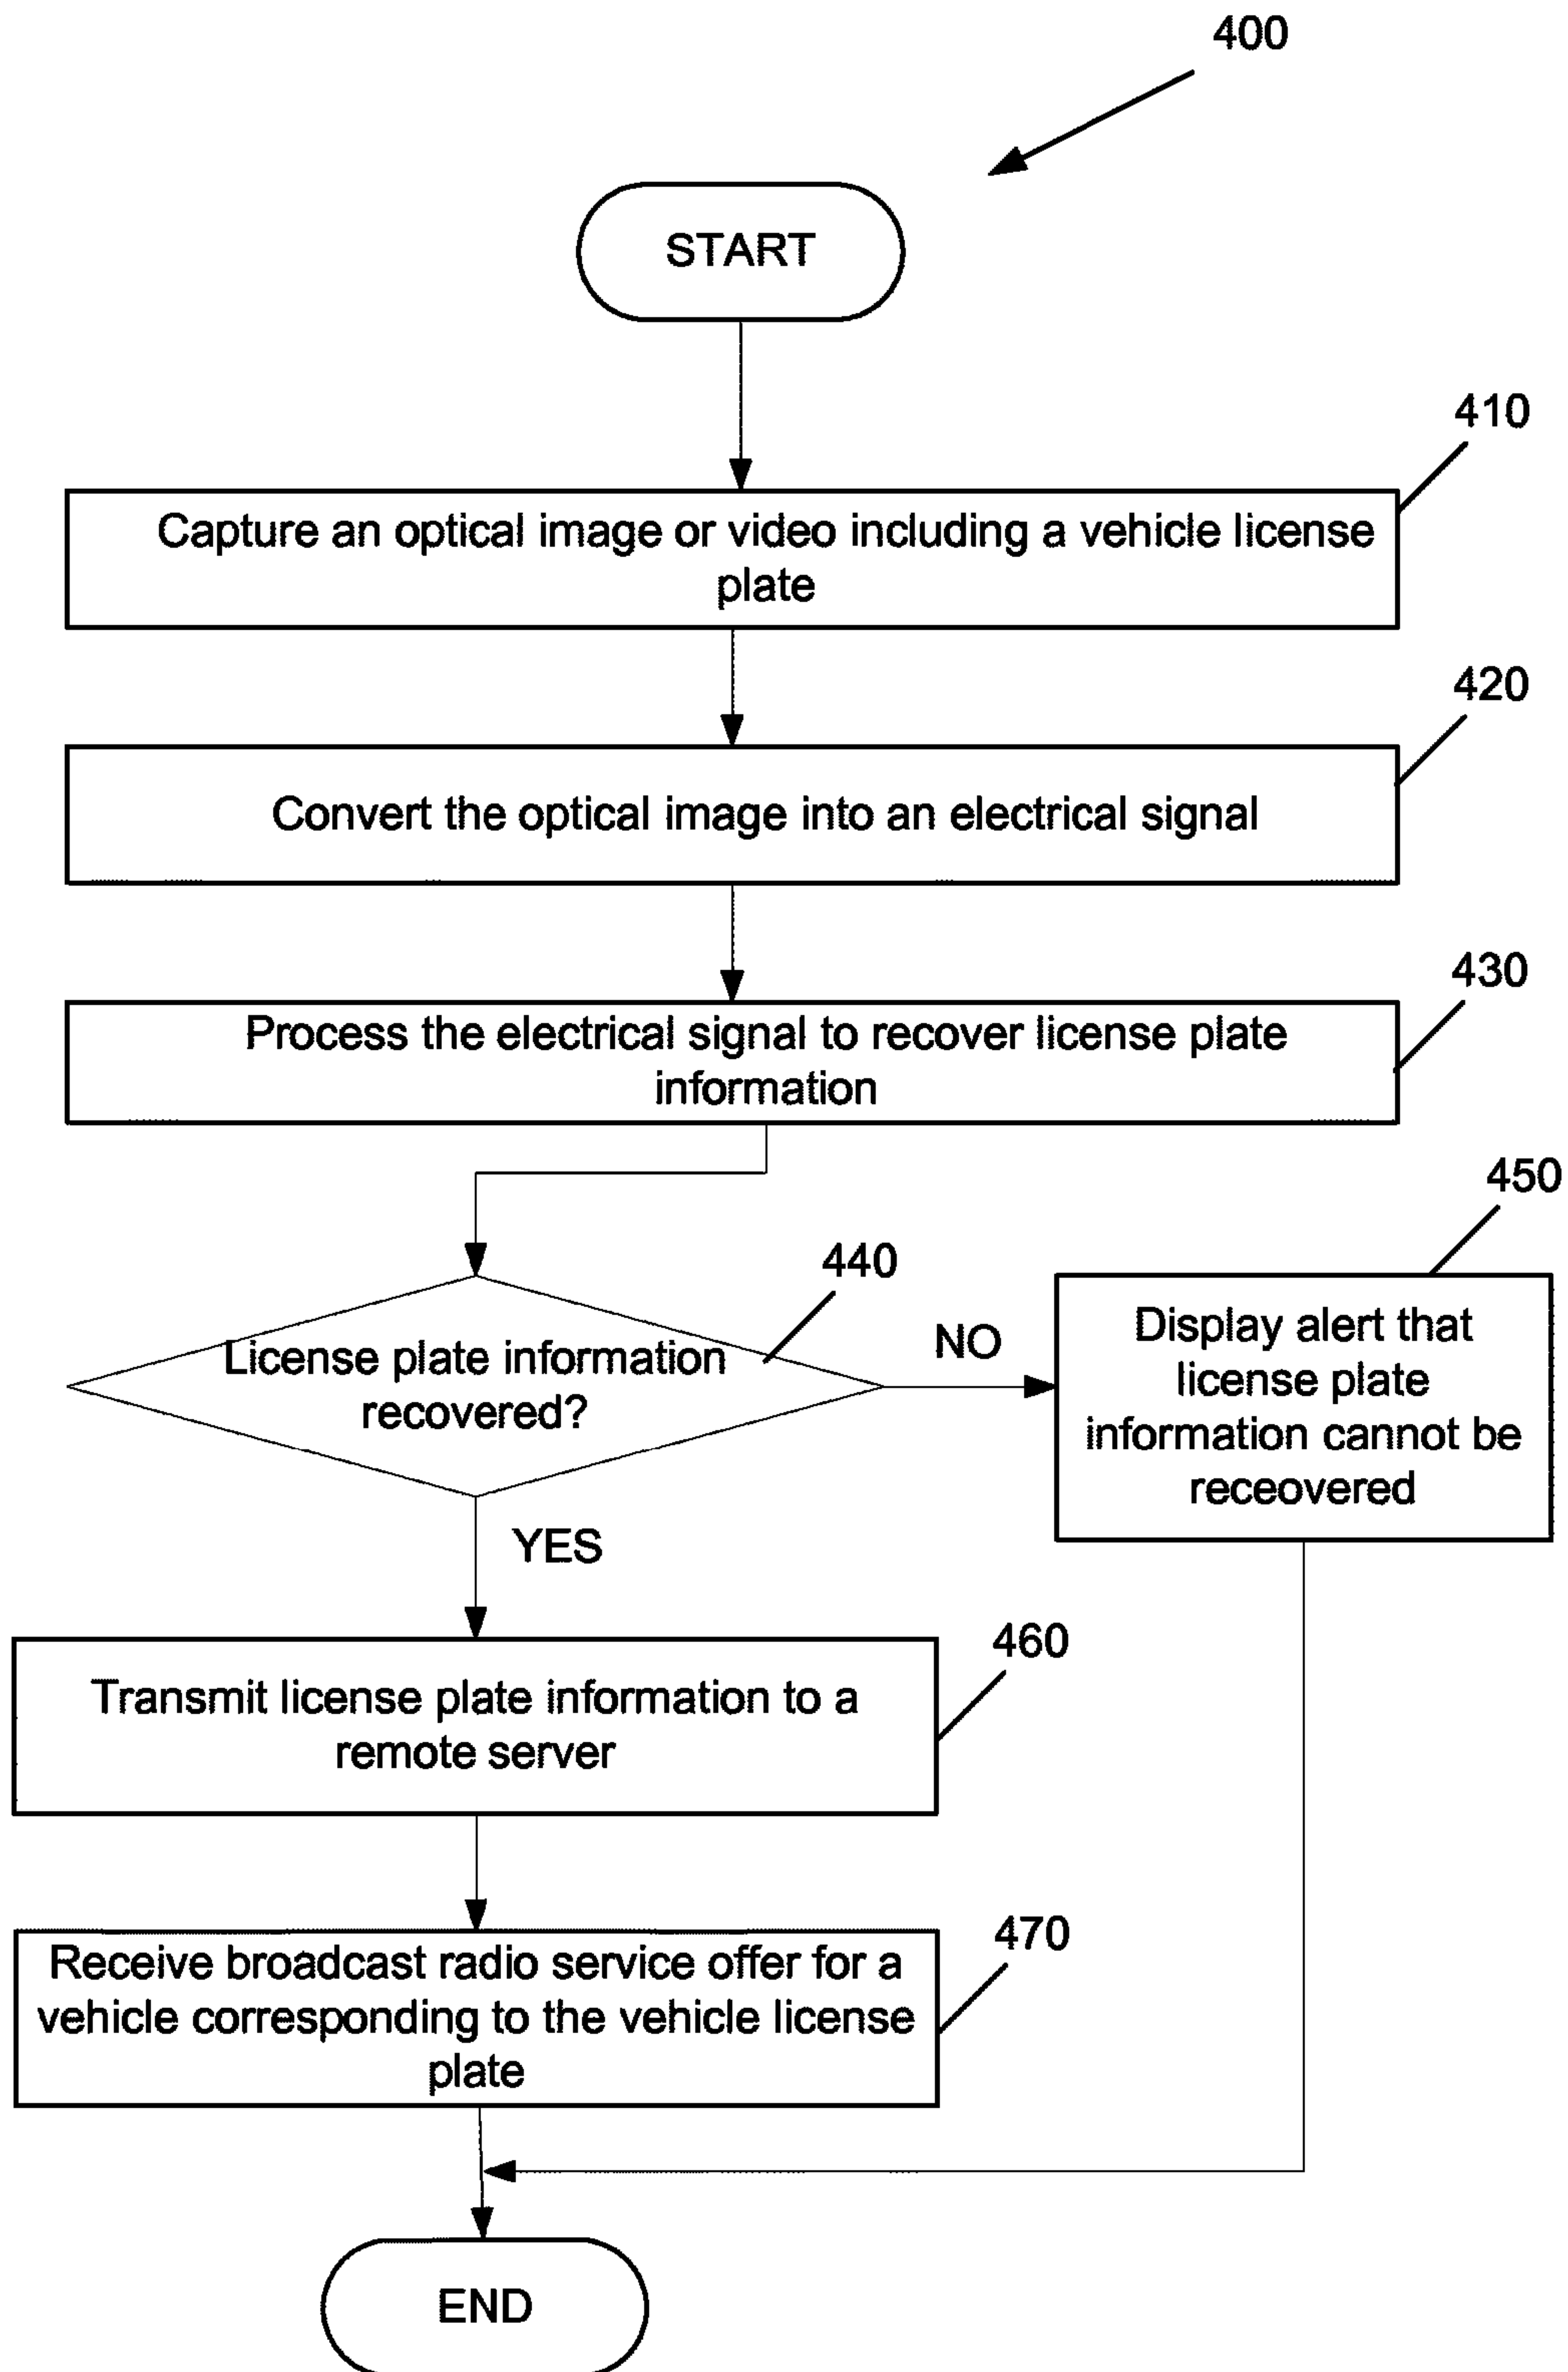 400
START
410
Capture an optical image or video including a vehicle license
plate
420
Convert the optical image into an electrical signal
430
Process the electrical signal to recover license plate
information
440
License plate information
recovered?
NO
450
Display alert that
license plate
information cannot be
receovered
YES
460
Transmit license plate information to a
remote server
470
Receive broadcast radio service offer for a
vehicle corresponding to the vehicle license
plate
END